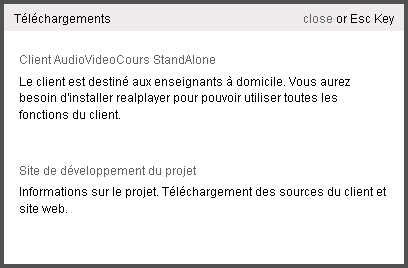 Téléchargements close or Esc Key
Client AudioVideoCours StandAlone
Le client est destiné aux enseignants à domicile. Vous aurez
besoin d'installer realplayer pour pouvoir utiliser toutes les
fonctions du client.
Site de développement du projet
Informations sur le projet. Téléchargement des sources du client et
site web.